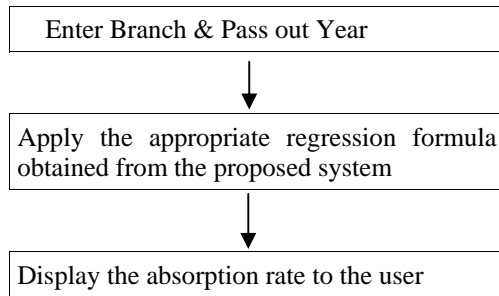 Enter Branch & Pass out Year
Apply the appropriate regression formula
obtained from the proposed system
Display the absorption rate to the user